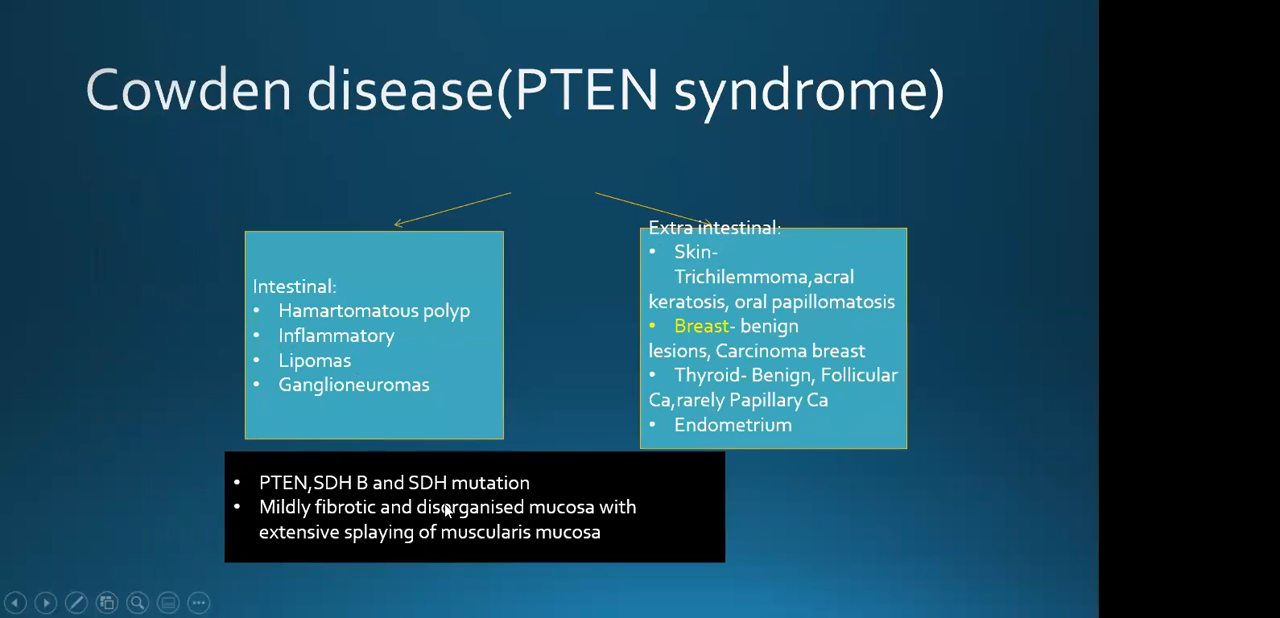 Cowden disease(PTEN syndrome)
Intestinal:
• Hamartomatous polyp
• Inflammatory
• Lipomas
• Ganglioneuromas
Extra intestinal:
• Skin-
Trichilemmoma,acral
keratosis, oral papillomatosis
• Breast- benign
lesions, Carcinoma breast
• Thyroid- Benign, Follicular
Ca,rarely Papillary Ca
• Endometrium
• PTEN,SDH B and SDH mutation
• Mildly fibrotic and disorganised mucosa with
extensive splaying of muscularis mucosa